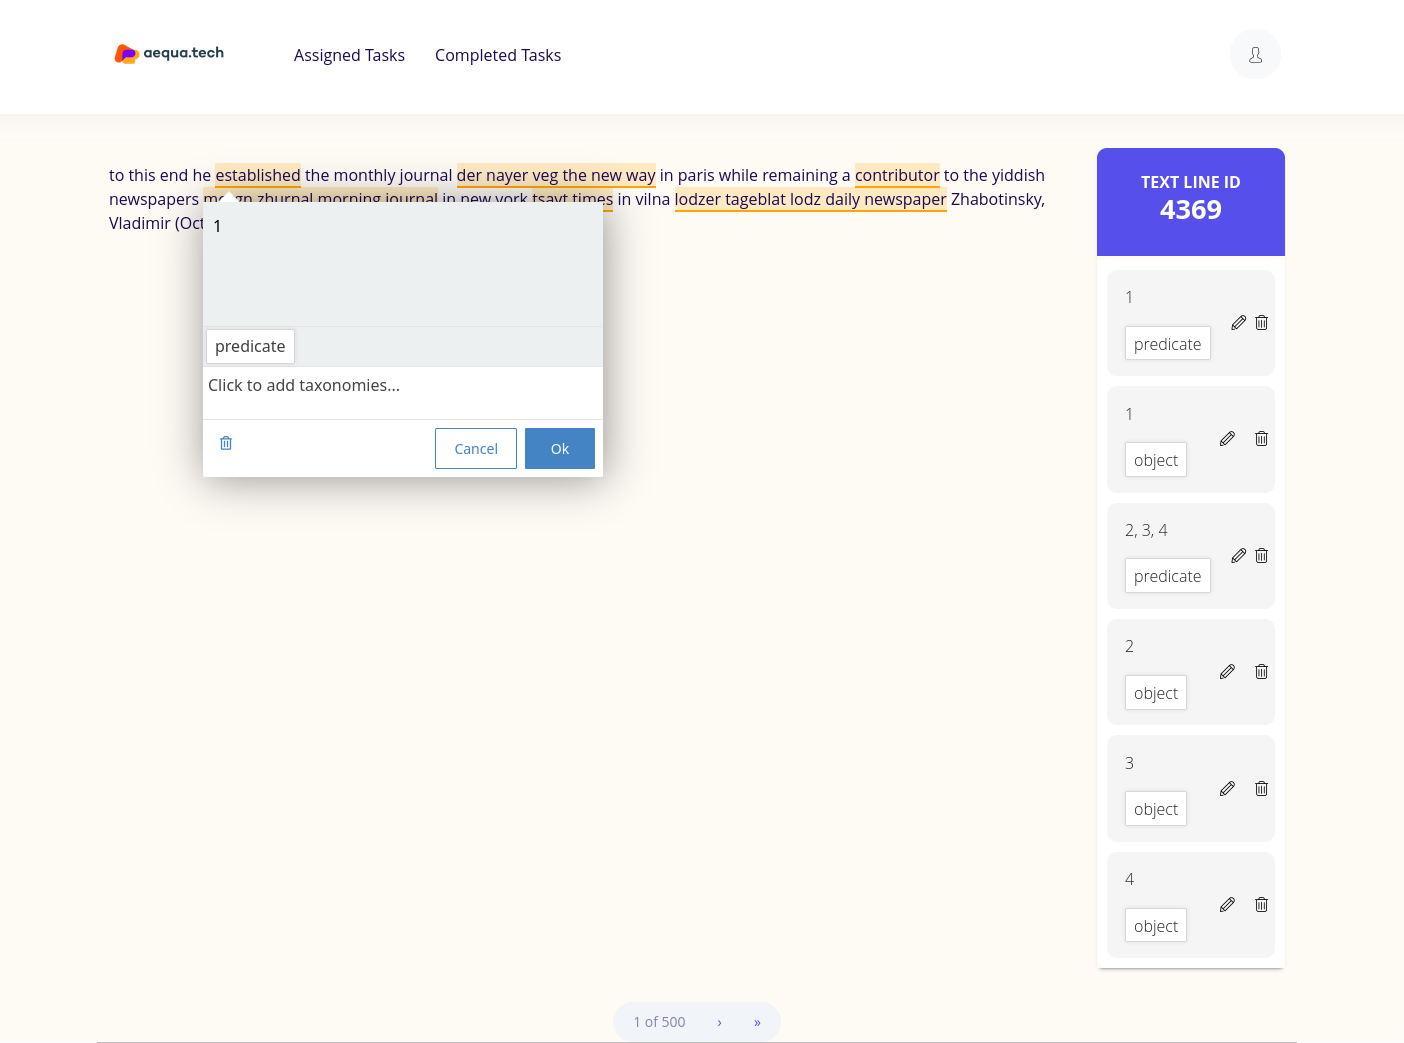 aequa.tech
Assigned Tasks
Completed Tasks
to this end he established the monthly journal der nayer veg the new way in paris while remaining a contributor to the yiddish
newspapers morgn zhurnal morning journal in new york tsayt times in vilna lodzer tageblat lodz daily newspaper Zhabotinsky,
Vladimir (Oct
1
predicate
Click to add taxonomies...
Cancel
Ok
TEXT LINE ID
4369
1
predicate
1
object
2, 3, 4
predicate
2
object
3
object
4
object
1 of 500 › »